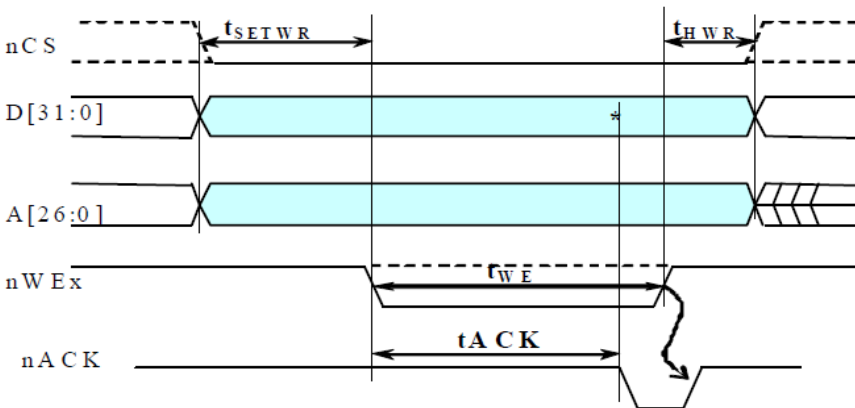 tSETWR tHWR
nCS
D[31:0] *
A[26:0]
tWE
nWEx
tACK
nACK